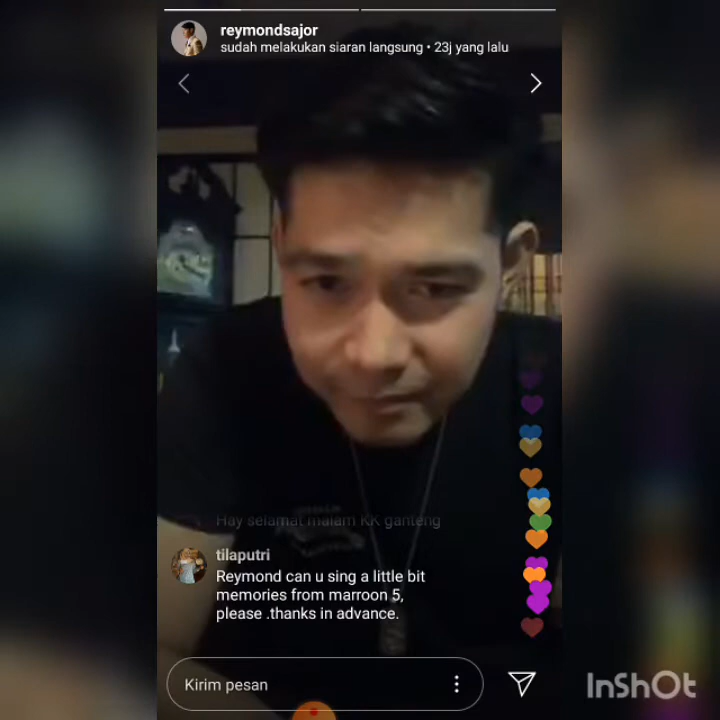 reymondsajor
sudah melakukan siaran langsung • 23j yang lalu
Hay selamat malam KK ganteng
tilaputri
Reymond can u sing a little bit
memories from marroon 5,
please .thanks in advance.
Kirim pesan
InShOt